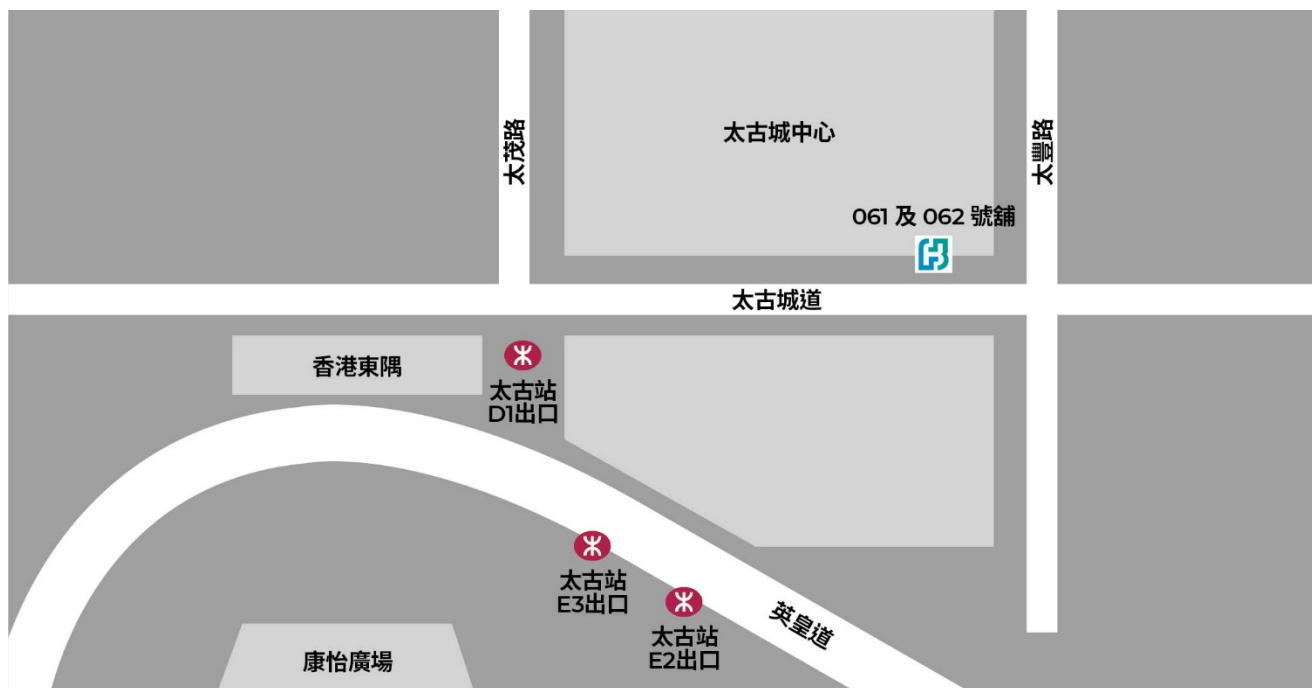 太茂路
太古城中心
太豐路
061 及 062 號舖
太古城道
香港東隅
太古站
D1出口
太古站
E3出口
太古站
E2出口
英皇道
康怡廣場